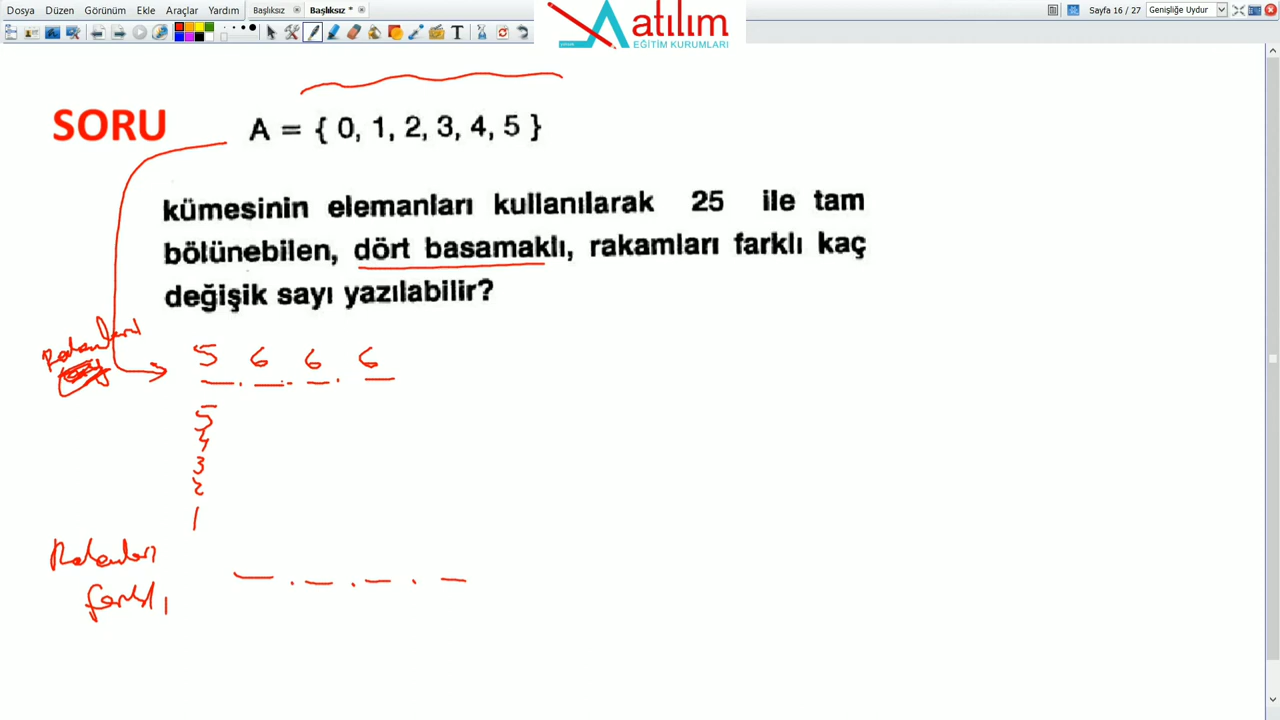 Dosya Düzen Görünüm Ekle Araçlar Yardım
Başlıksız
Başlıksız *
Sayfa 16 / 27
Genişliğe Uydur
atılım
EĞİTİM KURUMLARI
SORU
A = { 0, 1, 2, 3, 4, 5 }
kümesinin elemanları kullanılarak 25 ile tam
bölünebilen, dört basamaklı, rakamları farklı kaç
değişik sayı yazılabilir?
Rakamları
5 6 6 6
5
4
3
2
1
Rakamları
farklı